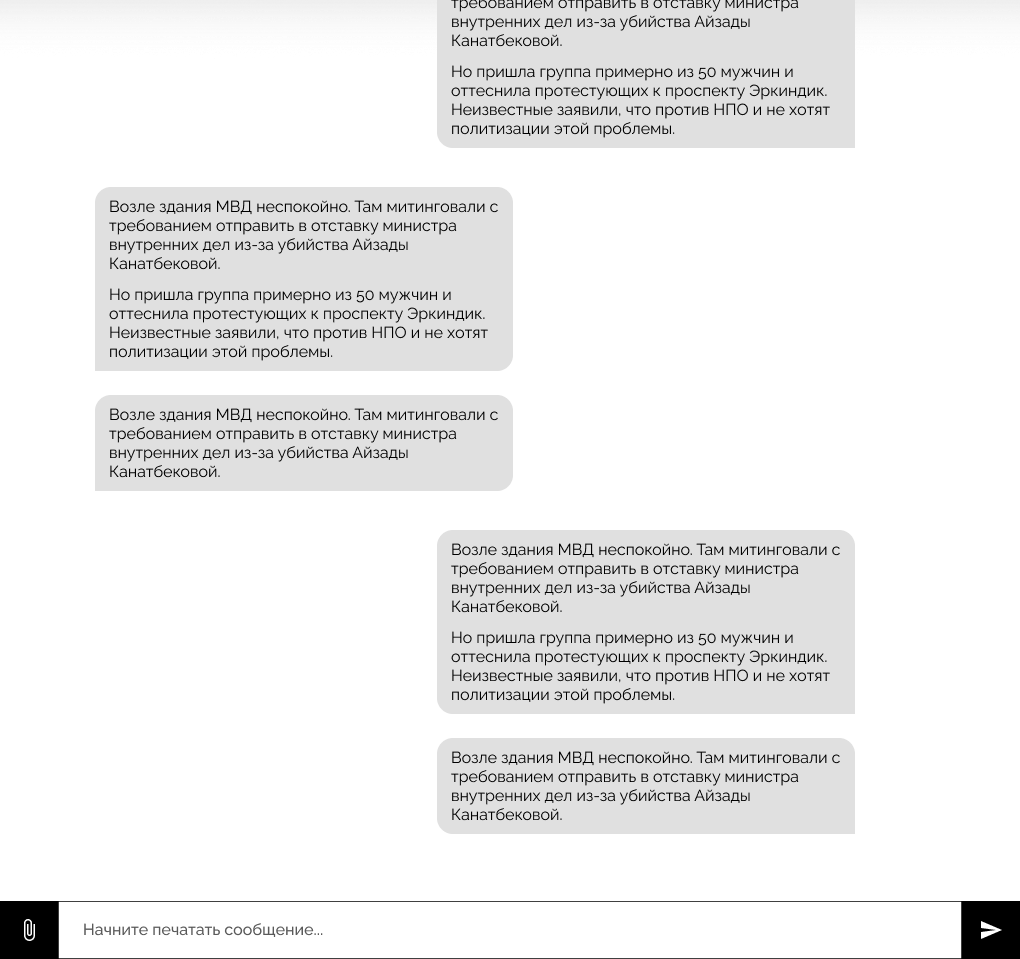 требованием отправить в отставку министра
внутренних дел из-за убийства Айзады
Канатбековой.
Но пришла группа примерно из 50 мужчин и
оттеснила протестующих к проспекту Эркиндик.
Неизвестные заявили, что против НПО и не хотят
политизации этой проблемы.
Возле здания МВД неспокойно. Там митинговали с
требованием отправить в отставку министра
внутренних дел из-за убийства Айзады
Канатбековой.
Но пришла группа примерно из 50 мужчин и
оттеснила протестующих к проспекту Эркиндик.
Неизвестные заявили, что против НПО и не хотят
политизации этой проблемы.
Возле здания МВД неспокойно. Там митинговали с
требованием отправить в отставку министра
внутренних дел из-за убийства Айзады
Канатбековой.
Возле здания МВД неспокойно. Там митинговали с
требованием отправить в отставку министра
внутренних дел из-за убийства Айзады
Канатбековой.
Но пришла группа примерно из 50 мужчин и
оттеснила протестующих к проспекту Эркиндик.
Неизвестные заявили, что против НПО и не хотят
политизации этой проблемы.
Возле здания МВД неспокойно. Там митинговали с
требованием отправить в отставку министра
внутренних дел из-за убийства Айзады
Канатбековой.
Начните печатать сообщение...